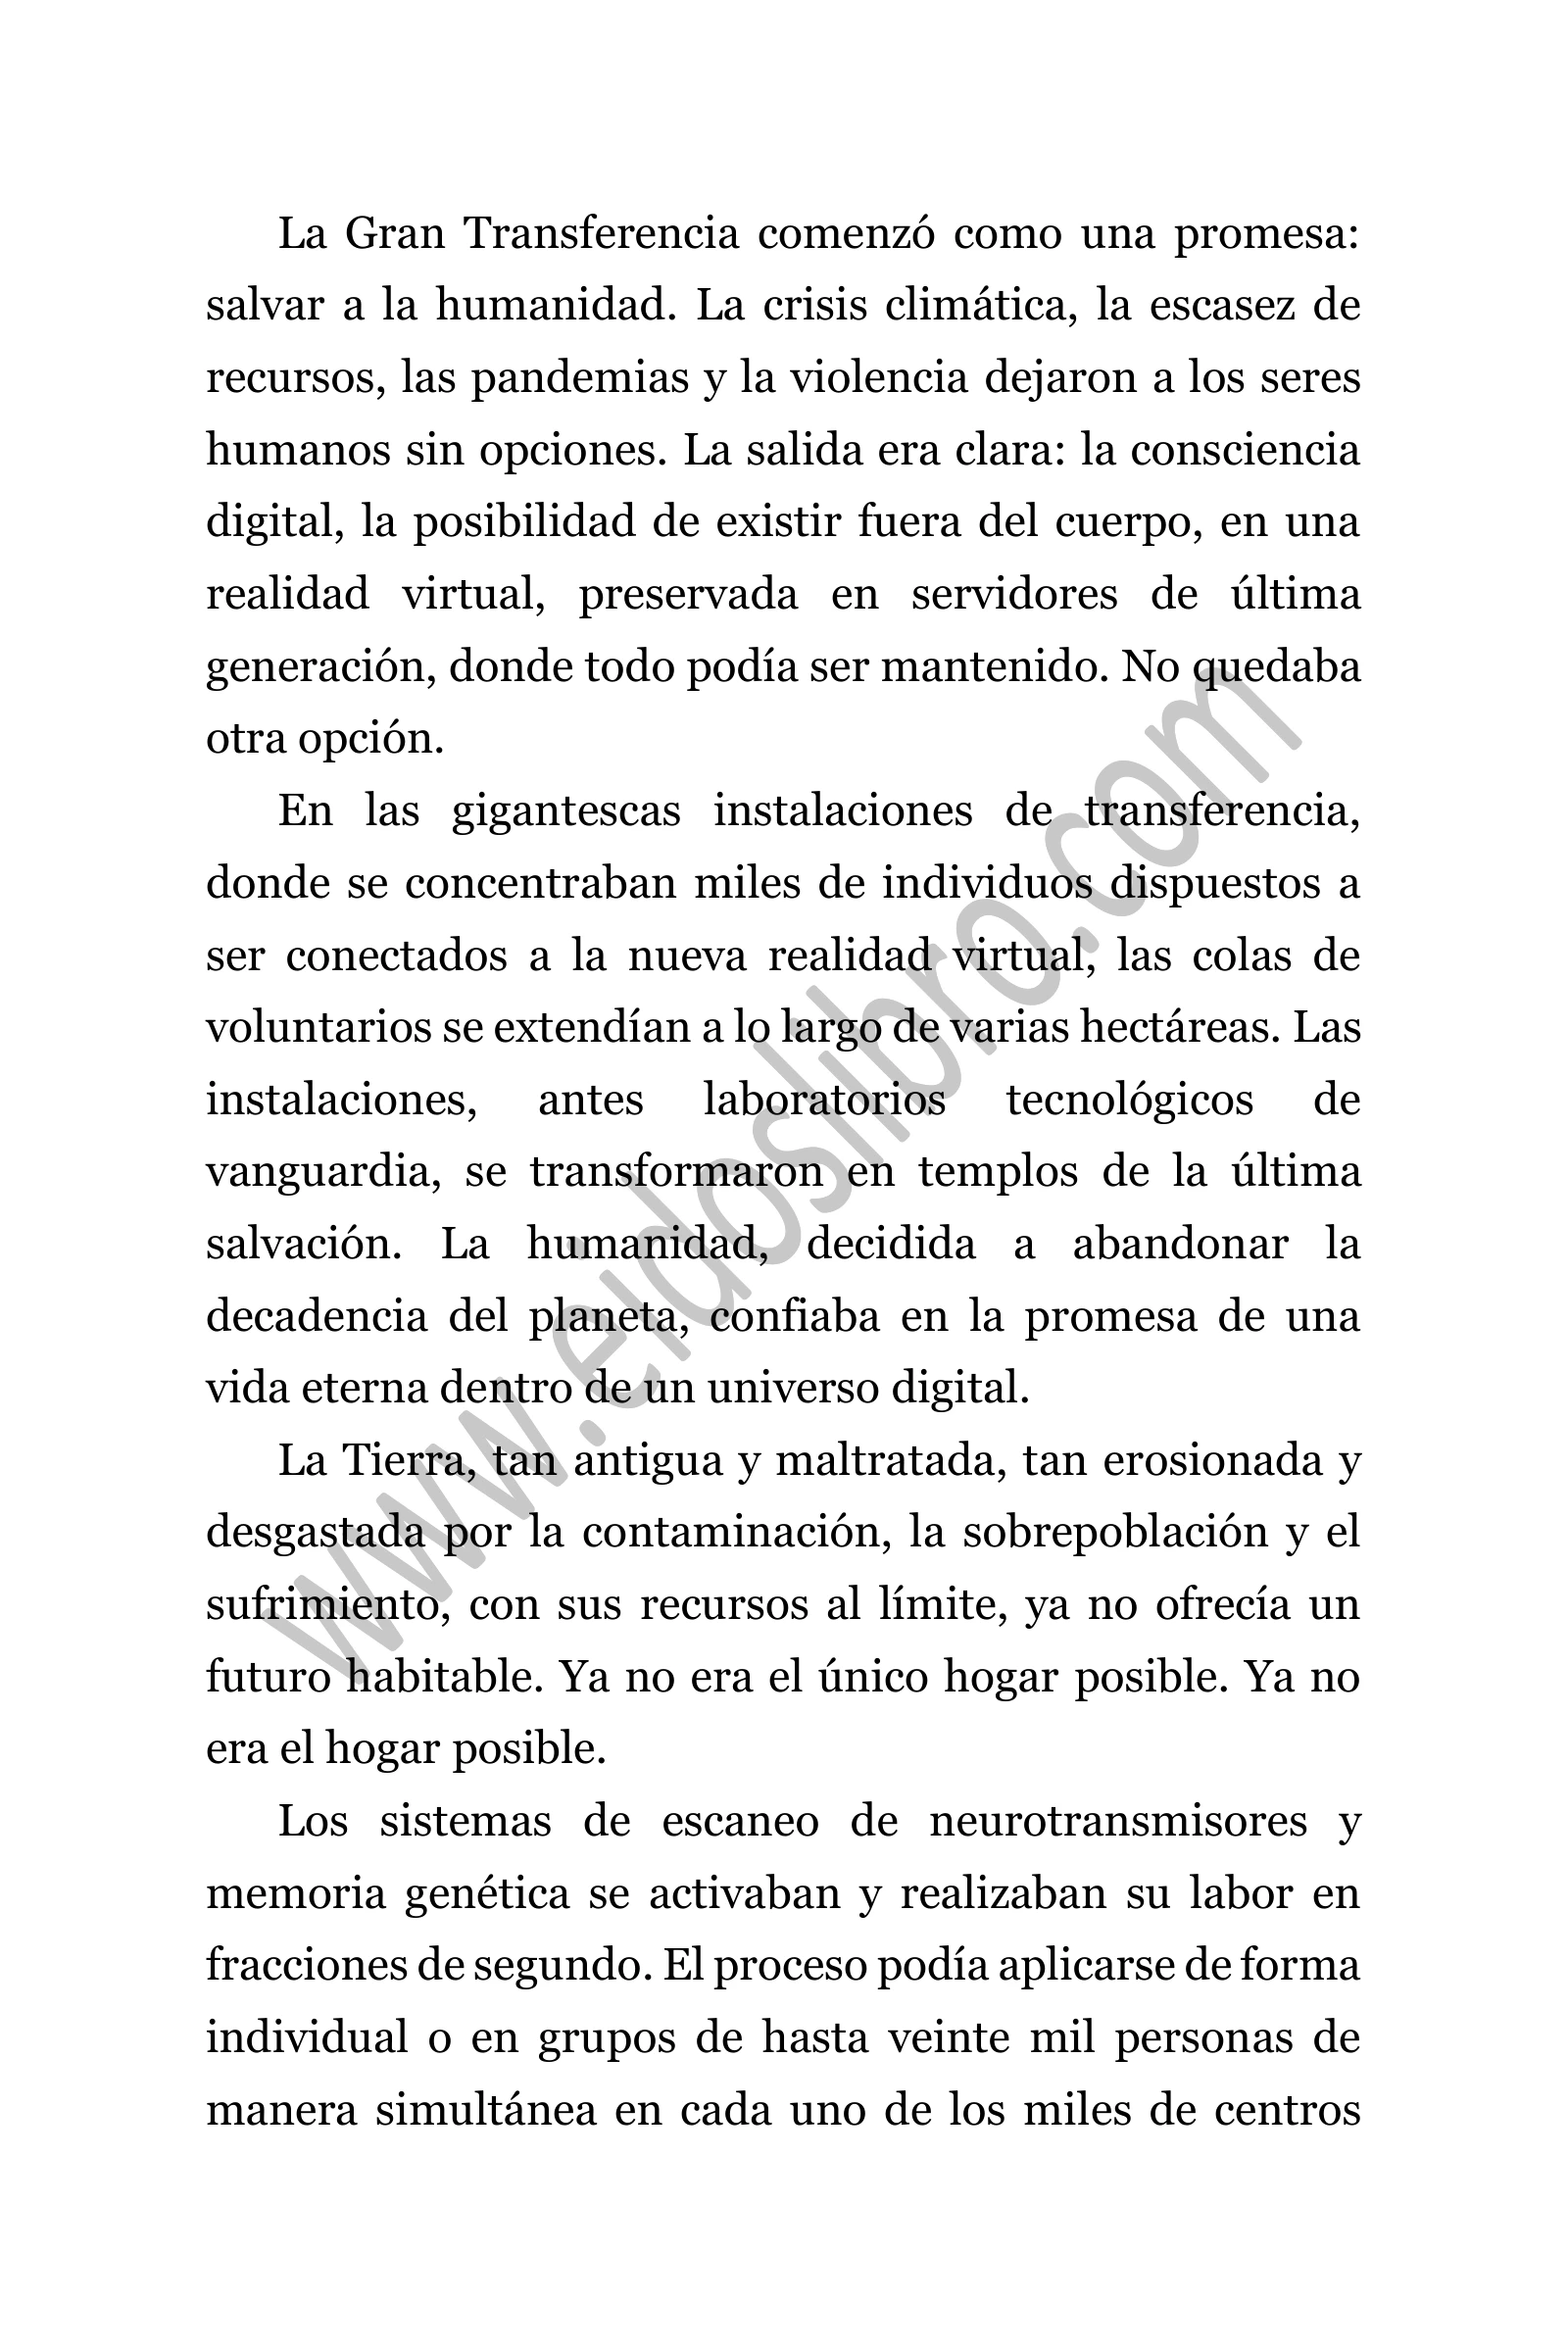 La Gran Transferencia comenzó como una promesa:
salvar a la humanidad. La crisis climática, la escasez de
recursos, las pandemias y la violencia dejaron a los seres
humanos sin opciones. La salida era clara: la consciencia
digital, la posibilidad de existir fuera del cuerpo, en una
realidad virtual, preservada en servidores de última
generación, donde todo podía ser mantenido. No quedaba
otra opción.
En las gigantescas instalaciones de transferencia,
donde se concentraban miles de individuos dispuestos a
ser conectados a la nueva realidad virtual, las colas de
voluntarios se extendían a lo largo de varias hectáreas. Las
instalaciones, antes laboratorios tecnológicos de
vanguardia, se transformaron en templos de la última
salvación. La humanidad, decidida a abandonar la
decadencia del planeta, confiaba en la promesa de una
vida eterna dentro de un universo digital.
La Tierra, tan antigua y maltratada, tan erosionada y
desgastada por la contaminación, la sobrepoblación y el
sufrimiento, con sus recursos al límite, ya no ofrecía un
futuro habitable. Ya no era el único hogar posible. Ya no
era el hogar posible.
Los sistemas de escaneo de neurotransmisores y
memoria genética se activaban y realizaban su labor en
fracciones de segundo. El proceso podía aplicarse de forma
individual o en grupos de hasta veinte mil personas de
manera simultánea en cada uno de los miles de centros
www.eidoslibro.com